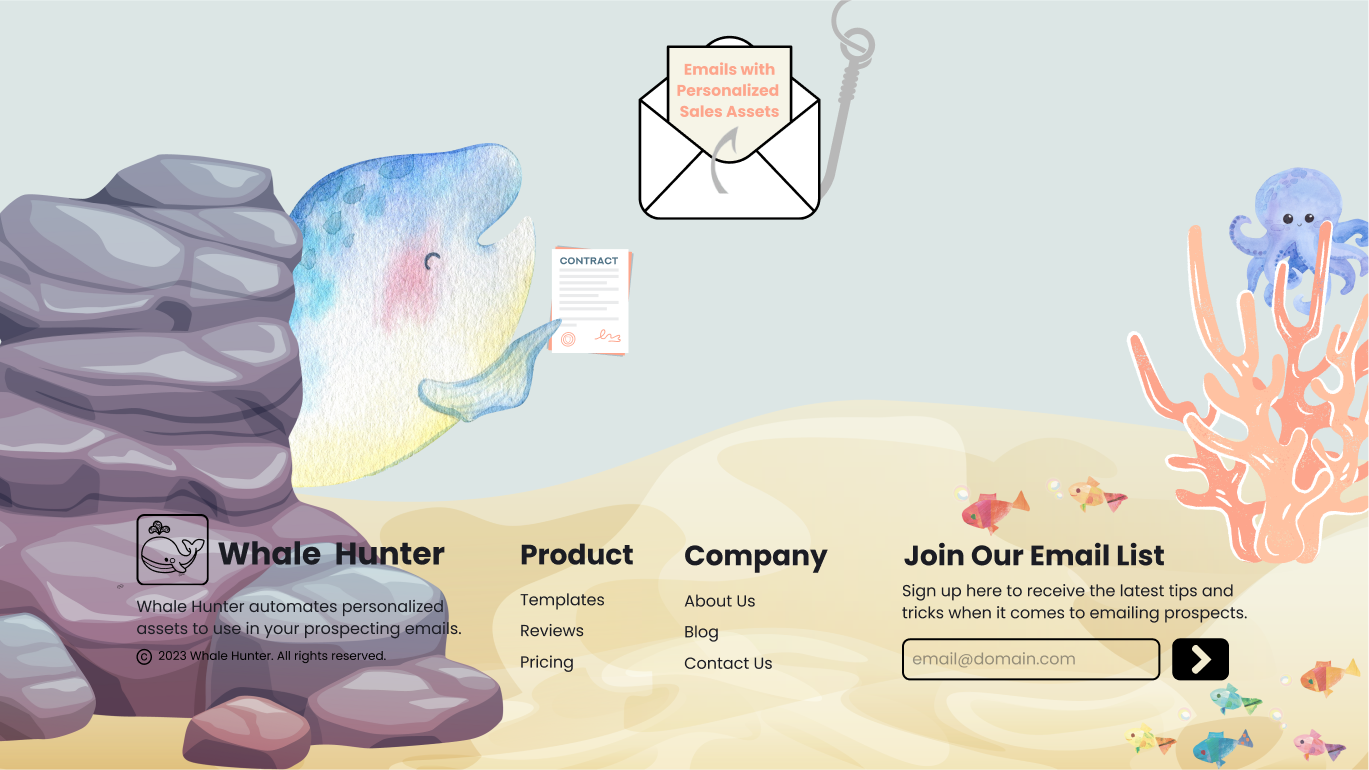 Emails with
Personalized
Sales Assets
CONTRACT
Whale Hunter
Whale Hunter automates personalized
assets to use in your prospecting emails.
© 2023 Whale Hunter. All rights reserved.
Product
Templates
Reviews
Pricing
Company
About Us
Blog
Contact Us
Join Our Email List
Sign up here to receive the latest tips and
tricks when it comes to emailing prospects.
email@domain.com